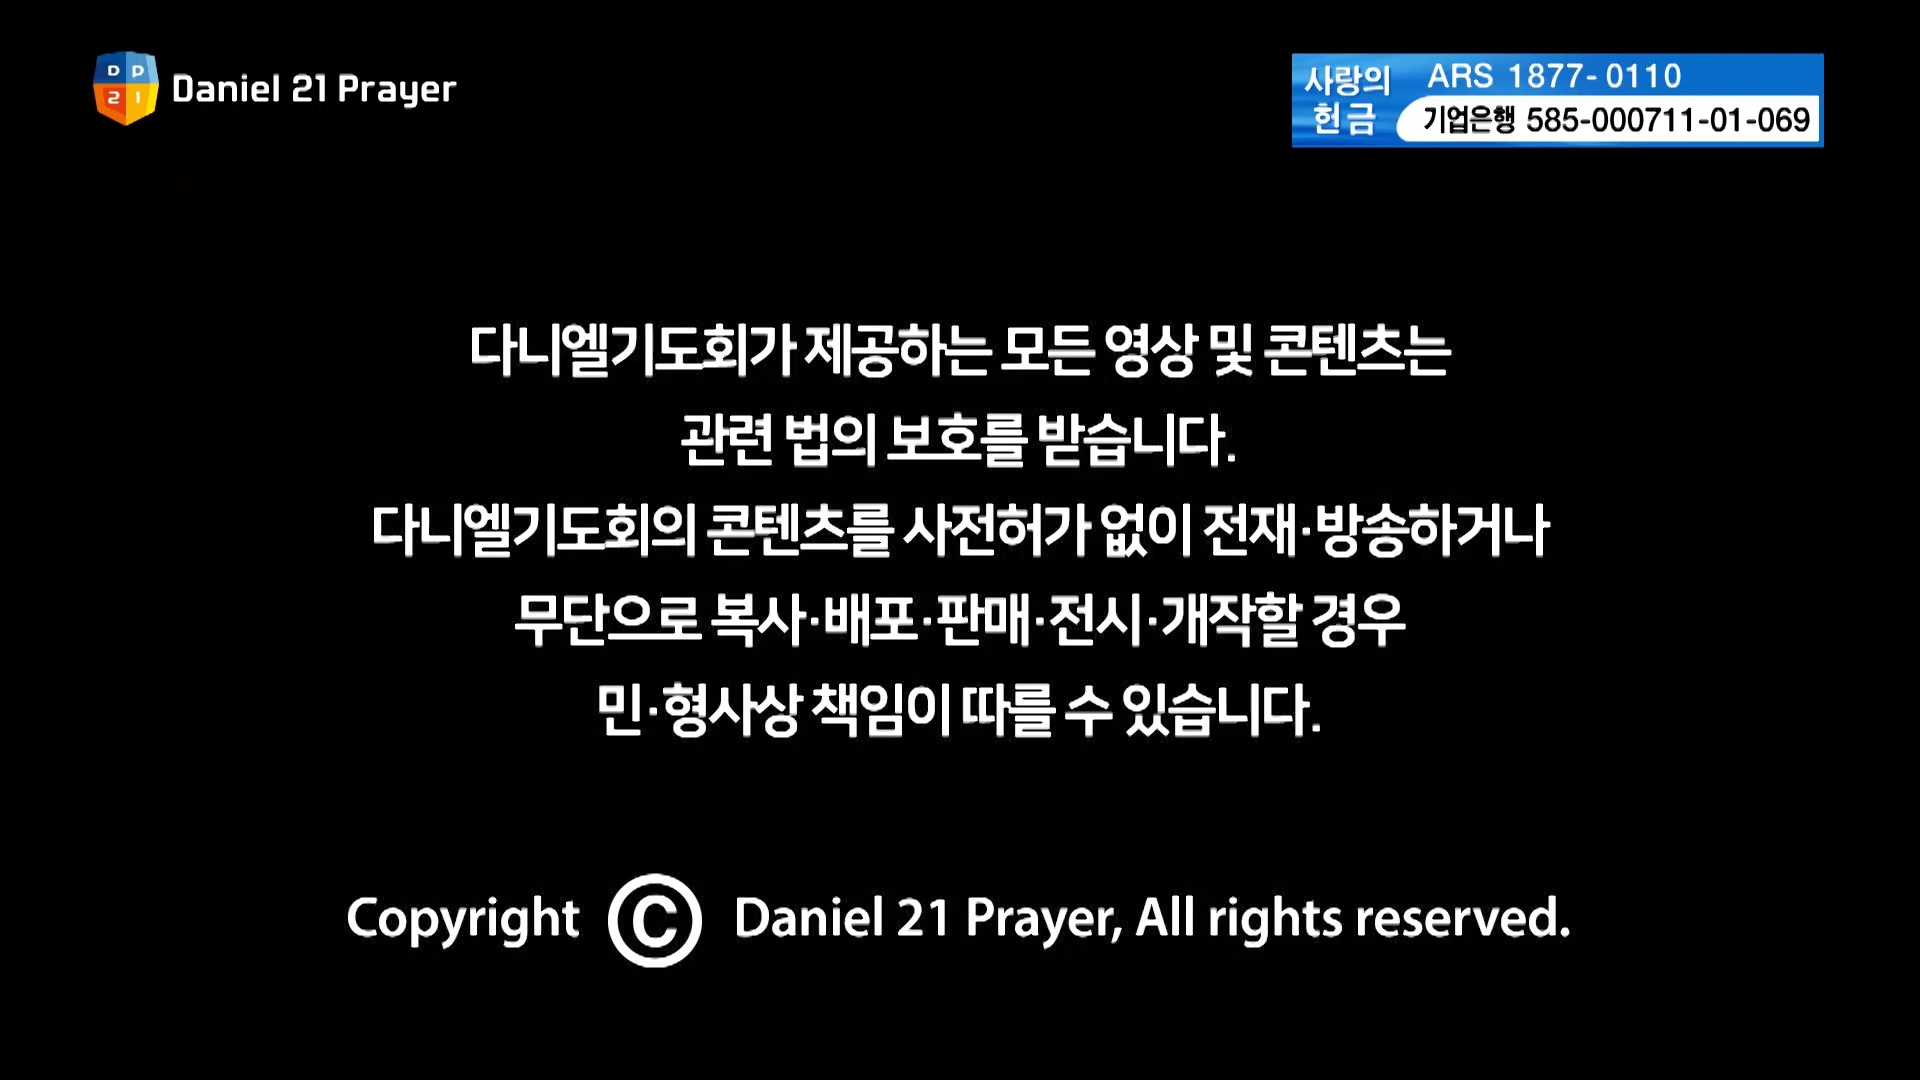 DP
21
Daniel 21 Prayer
사랑의
헌금
ARS 1877-0110
기업은행 585-000711-01-069
다니엘기도회가 제공하는 모든 영상 및 콘텐츠는
관련 법의 보호를 받습니다.
다니엘기도회의 콘텐츠를 사전허가 없이 전재·방송하거나
무단으로 복사·배포·판매·전시·개작할 경우
민·형사상 책임이 따를 수 있습니다.
Copyright © Daniel 21 Prayer, All rights reserved.